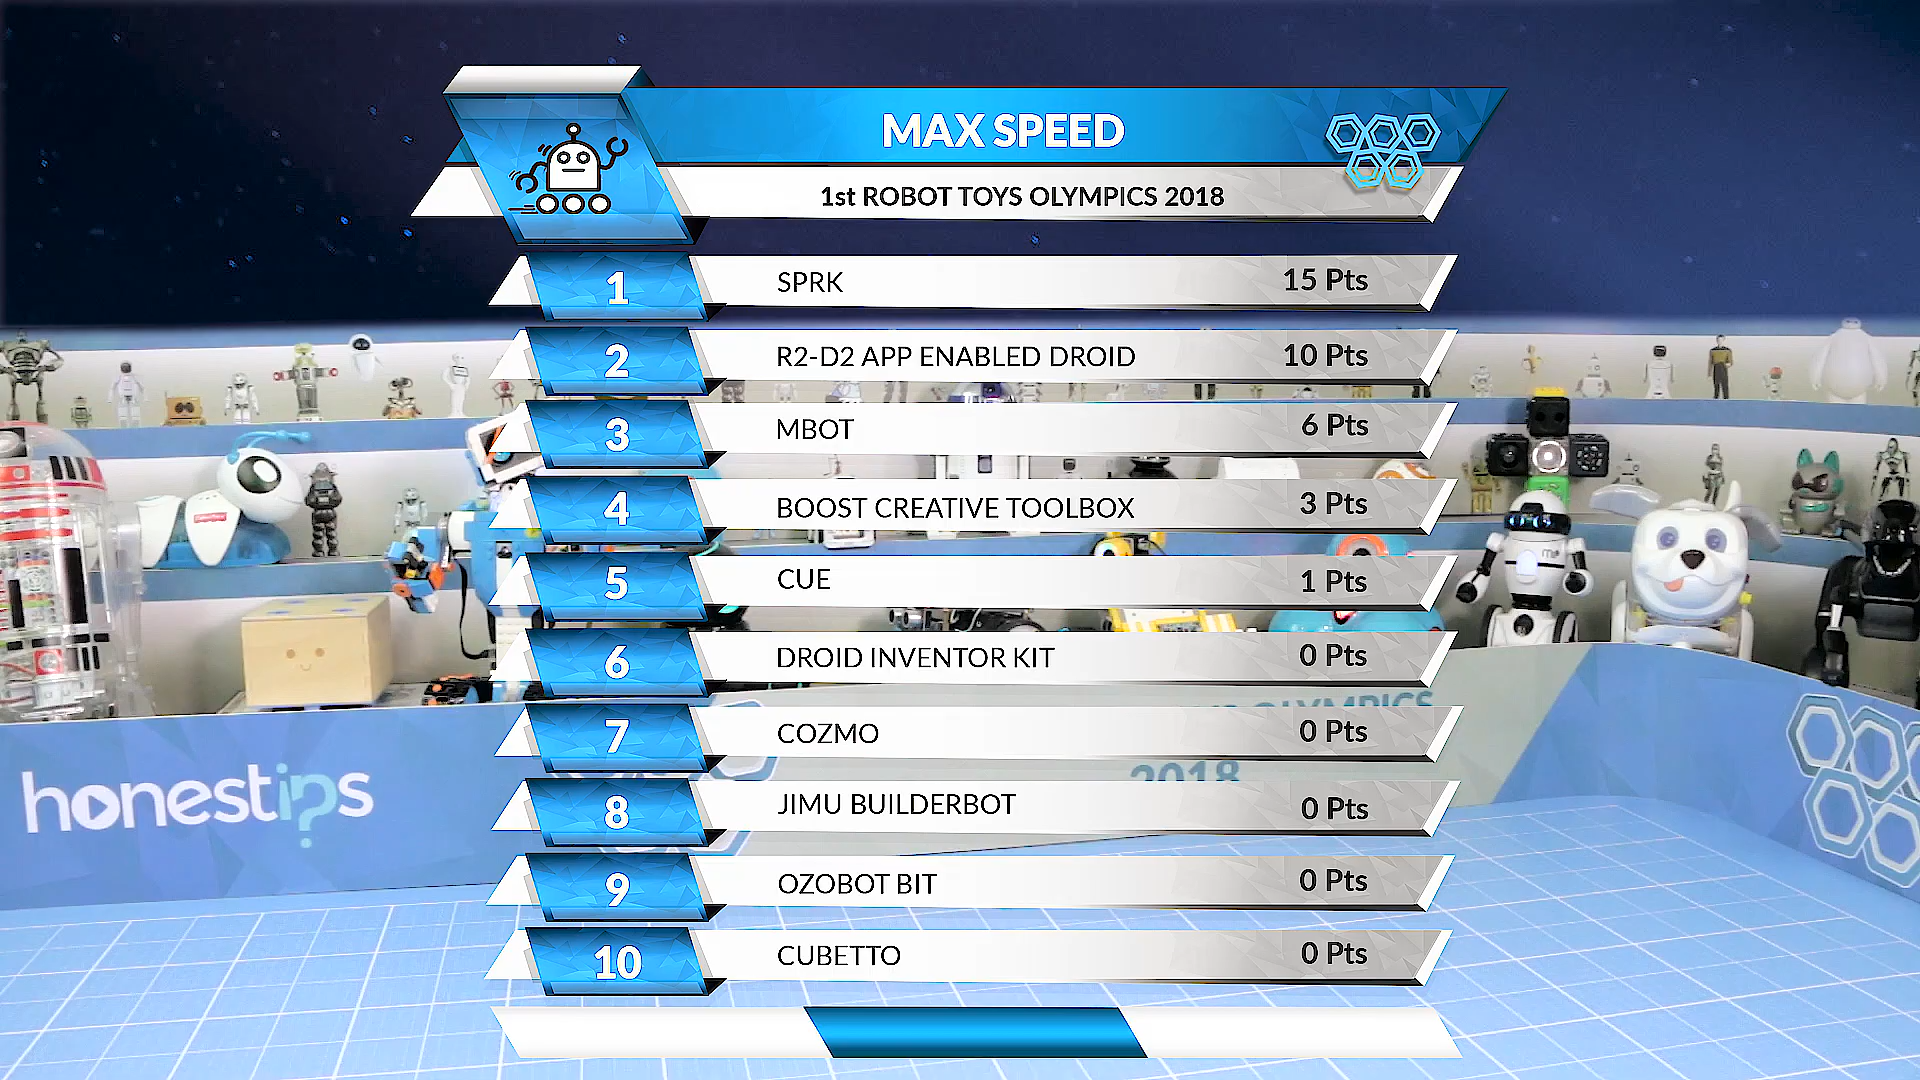 MAX SPEED
1st ROBOT TOYS OLYMPICS 2018
1 SPRK 15 Pts
2 R2-D2 APP ENABLED DROID 10 Pts
3 MBOT 6 Pts
4 BOOST CREATIVE TOOLBOX 3 Pts
5 CUE 1 Pts
6 DROID INVENTOR KIT 0 Pts
7 COZMO 0 Pts
8 JIMU BUILDERBOT 0 Pts
9 OZOBOT BIT 0 Pts
10 CUBETTO 0 Pts
OLYMPICS
2018
honestips